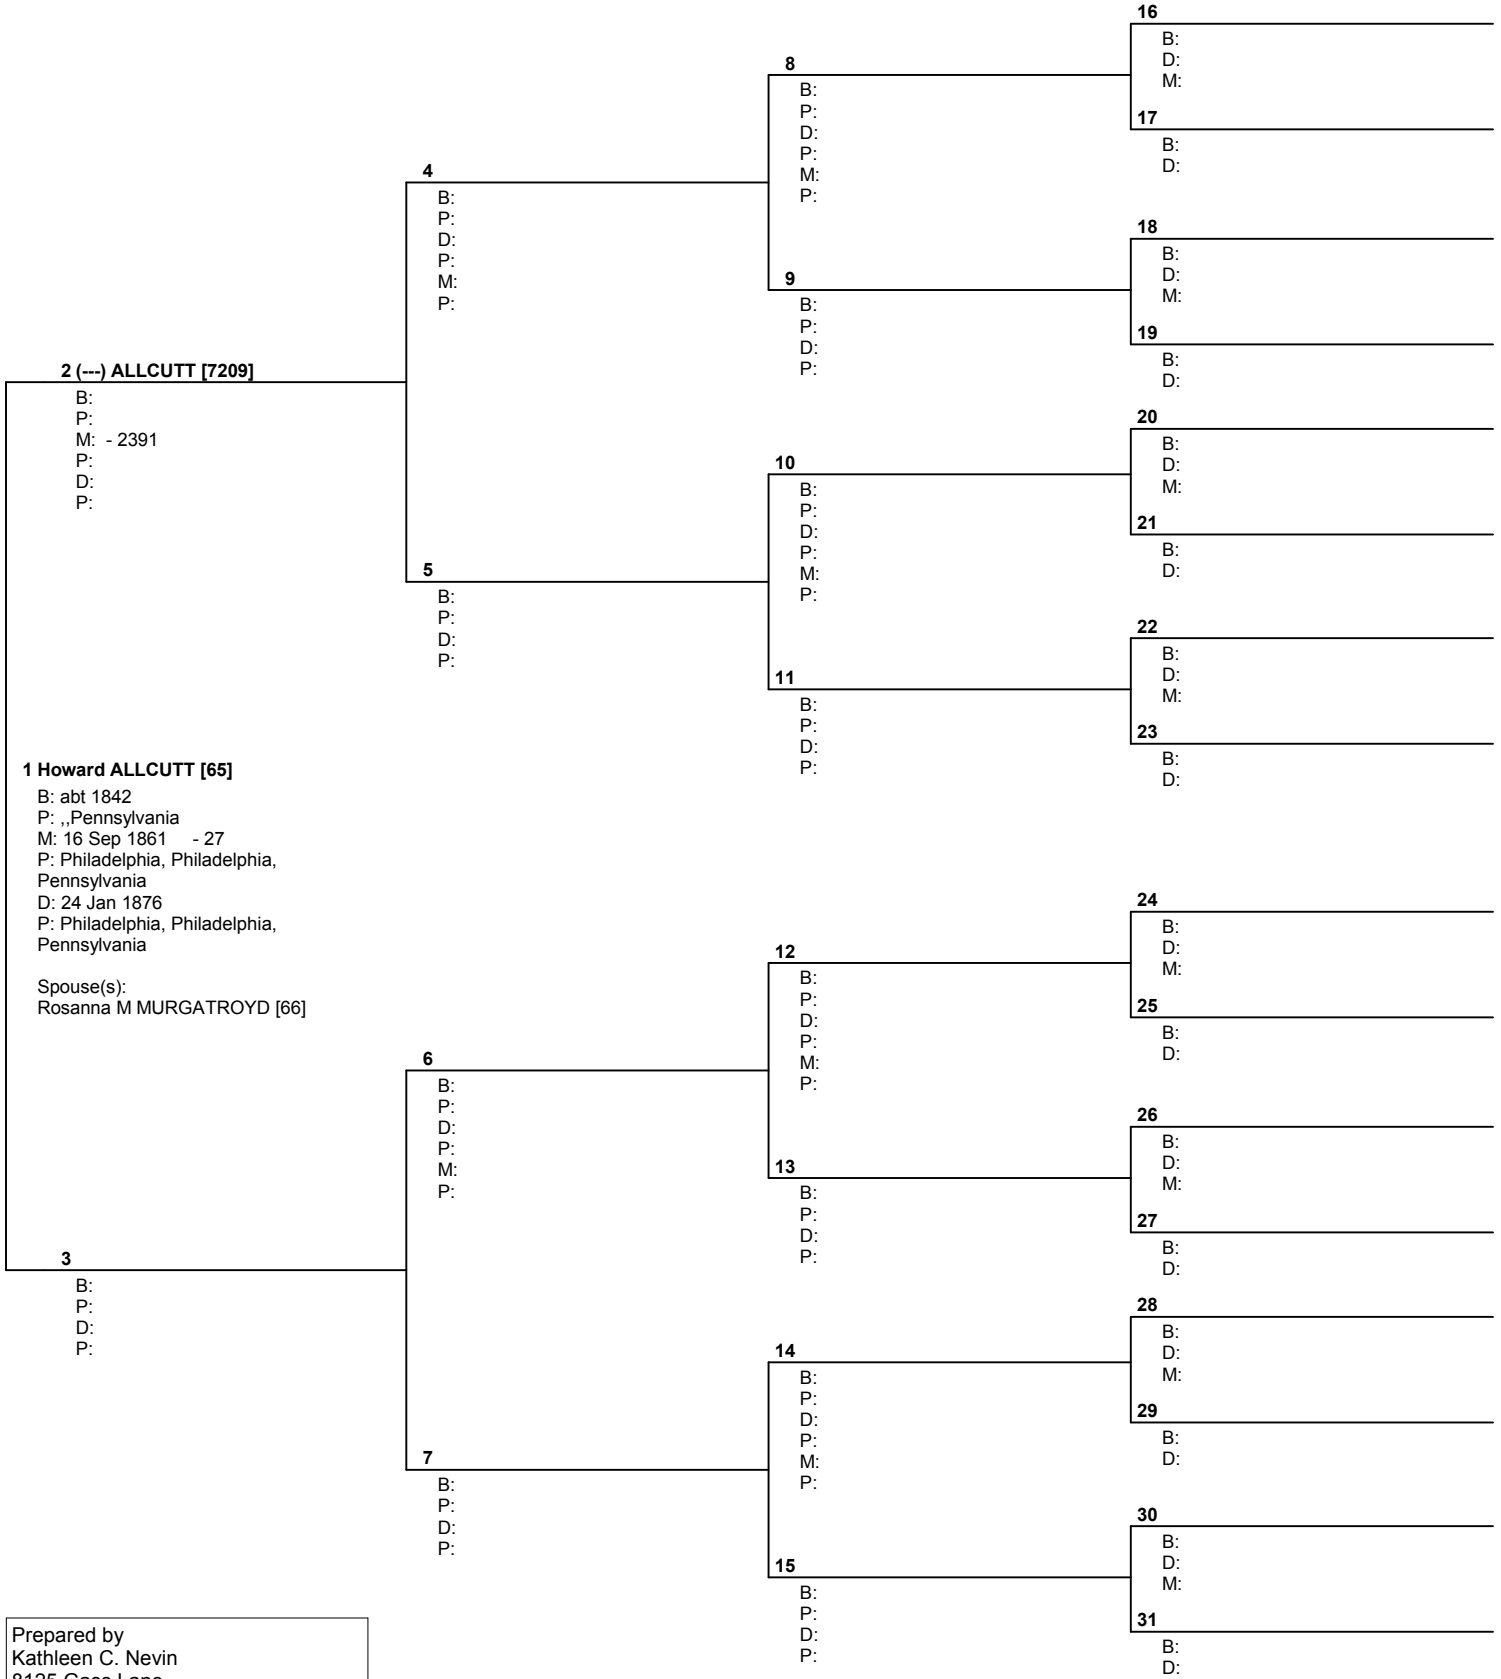 16
B:
D:
M:
8
B:
P:
D:
P:
M:
P:
17
B:
D:
4
B:
P:
D:
P:
M:
P:
18
B:
D:
M:
9
B:
P:
D:
P:
19
B:
D:
2 (---) ALLCUTT [7209]
B:
P:
M: - 2391
P:
D:
P:
20
B:
D:
M:
10
B:
P:
D:
P:
M:
P:
21
B:
D:
5
B:
P:
D:
P:
22
B:
D:
M:
11
B:
P:
D:
P:
23
B:
D:
1 Howard ALLCUTT [65]
B: abt 1842
P: ,,Pennsylvania
M: 16 Sep 1861 - 27
P: Philadelphia, Philadelphia,
Pennsylvania
D: 24 Jan 1876
P: Philadelphia, Philadelphia,
Pennsylvania
Spouse(s):
Rosanna M MURGATROYD [66]
24
B:
D:
M:
12
B:
P:
D:
P:
M:
P:
25
B:
D:
6
B:
P:
D:
P:
M:
P:
26
B:
D:
M:
13
B:
P:
D:
P:
27
B:
D:
3
B:
P:
D:
P:
28
B:
D:
M:
14
B:
P:
D:
P:
M:
P:
29
B:
D:
7
B:
P:
D:
P:
30
B:
D:
M:
15
B:
P:
D:
P:
31
B:
D:
Prepared by
Kathleen C. Nevin
8125 Gass Lane